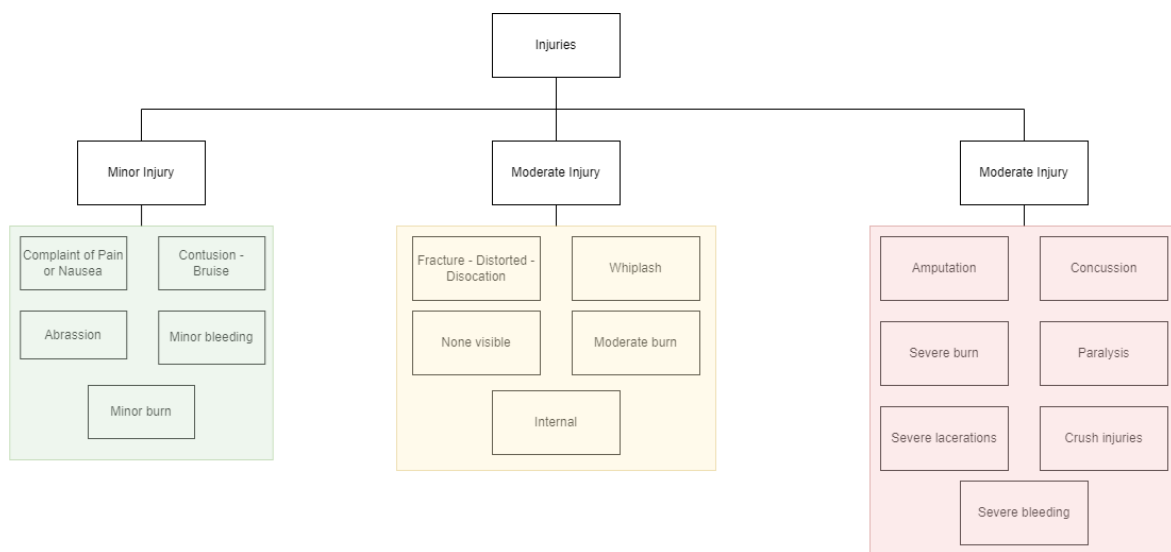 Injuries
Minor Injury
Moderate Injury
Moderate Injury
Complaint of Pain
or Nausea
Contusion -
Bruise
Abrassion
Minor bleeding
Minor burn
Fracture - Distorted -
Disocation
Whiplash
None visible
Moderate burn
Internal
Amputation
Concussion
Severe burn
Paralysis
Severe lacerations
Crush injuries
Severe bleeding